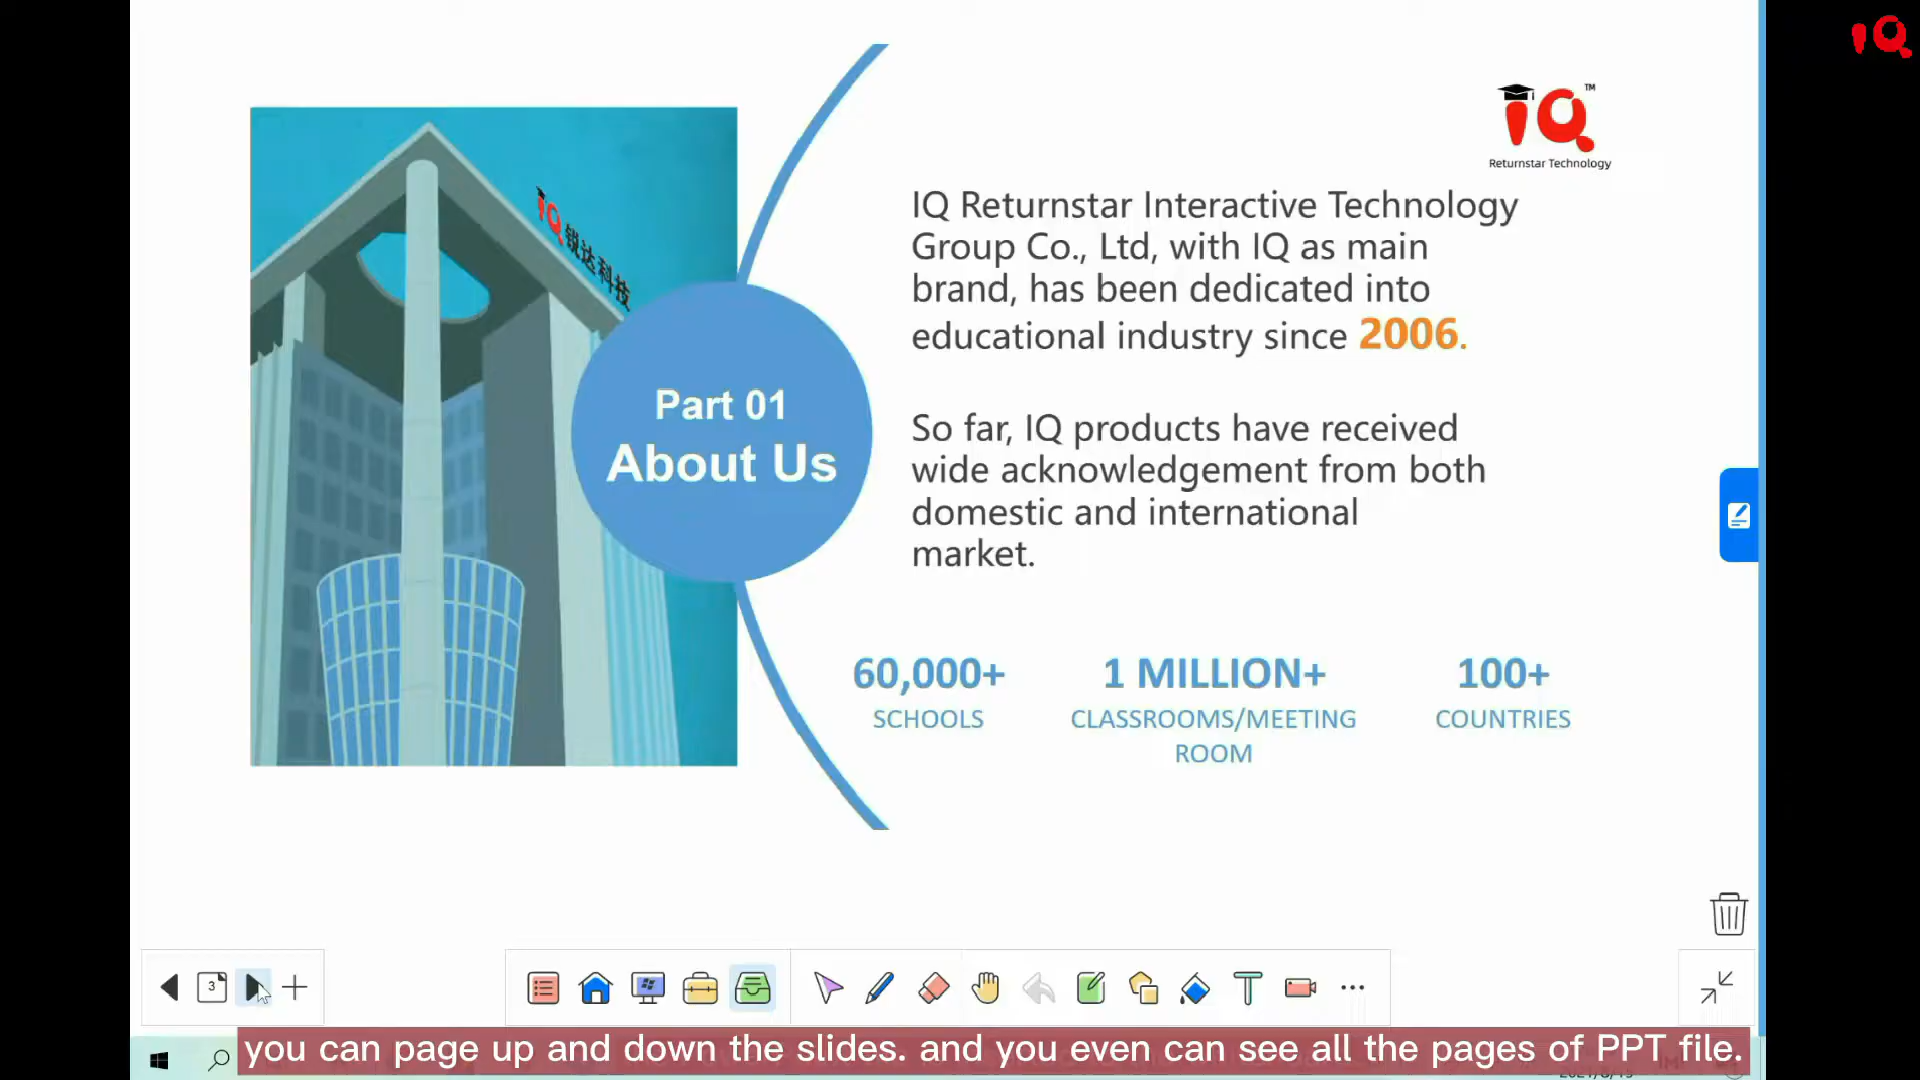 IQ
IQ™
Returnstar Technology
IQ锐达科技
IQ Returnstar Interactive Technology
Group Co., Ltd, with IQ as main
brand, has been dedicated into
educational industry since 2006.
Part 01
About Us
So far, IQ products have received
wide acknowledgement from both
domestic and international
market.
60,000+
SCHOOLS
1 MILLION+
CLASSROOMS/MEETING
ROOM
100+
COUNTRIES
3
you can page up and down the slides. and you even can see all the pages of PPT file.